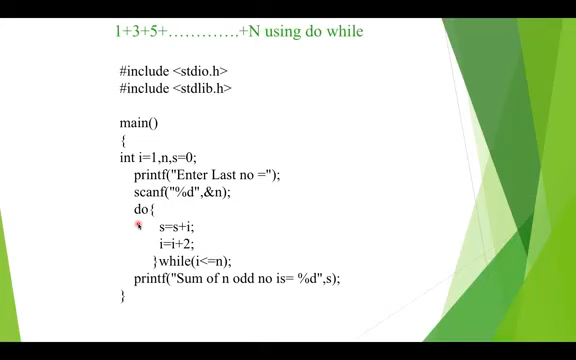 1+3+5+………….+N using do while
#include <stdio.h>
#include <stdlib.h>
main()
{
int i=1,n,s=0;
printf("Enter Last no =");
scanf("%d",&n);
do{
s=s+i;
i=i+2;
}while(i<=n);
printf("Sum of n odd no is= %d",s);
}